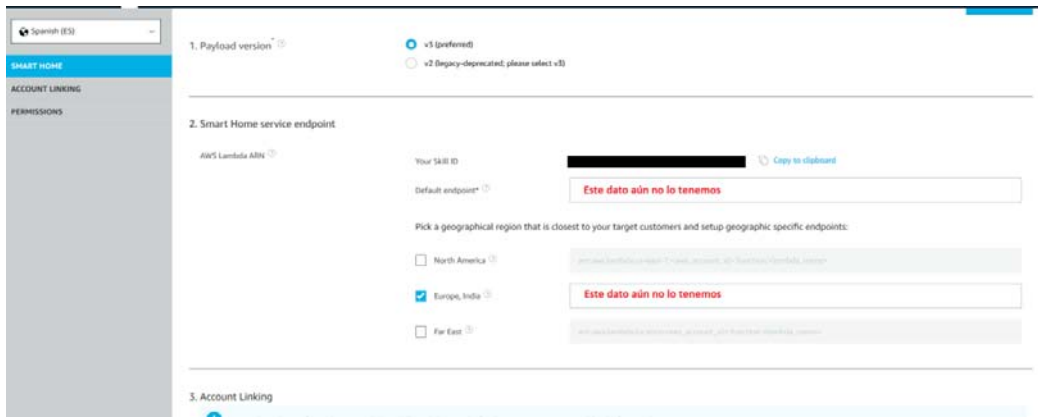 Spanish (ES)
SMART HOME
ACCOUNT LINKING
PERMISSIONS
1. Payload version *
v3 (preferred)
v2 (legacy-deprecated; please select v3)
2. Smart Home service endpoint
AWS Lambda ARN
Your Skill ID
Copy to clipboard
Default endpoint*
Este dato aún no lo tenemos
Pick a geographical region that is closest to your target customers and setup geographic specific endpoints:
North America
Europe, India
Este dato aún no lo tenemos
Far East
3. Account Linking